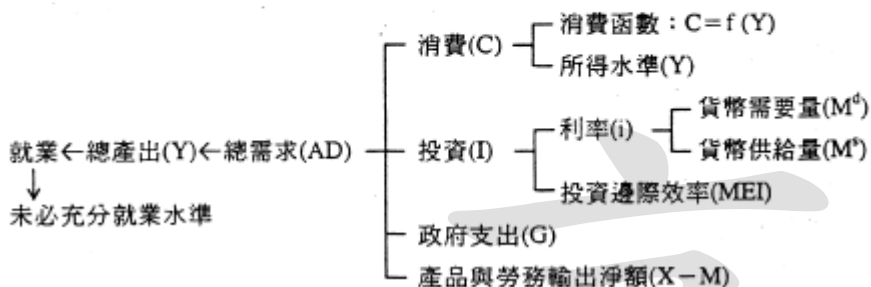 消費函數：C=f (Y)
消費(C)
所得水準(Y)
貨幣需要量(M^d)
利率(i)
就業←總產出(Y)←總需求(AD)
投資(I)
貨幣供給量(M^s)
投資邊際效率(MEI)
未必充分就業水準
政府支出(G)
產品與勞務輸出淨額(X－M)